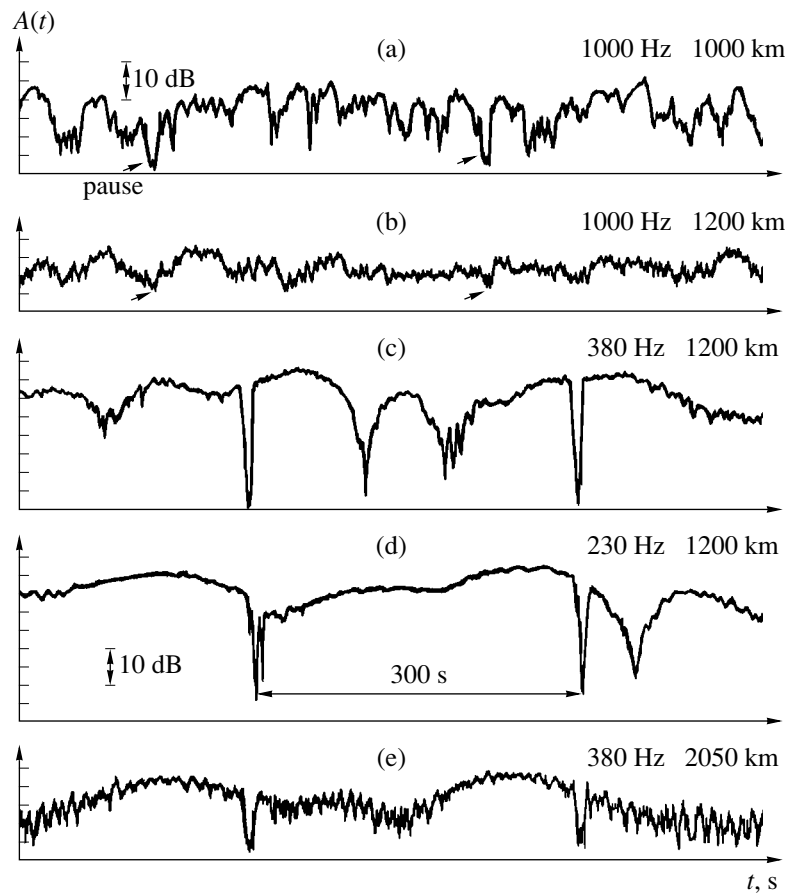 A(t)
(a) 1000 Hz 1000 km
10 dB
pause
(b) 1000 Hz 1200 km
(c) 380 Hz 1200 km
(d) 230 Hz 1200 km
10 dB
300 s
(e) 380 Hz 2050 km
t, s